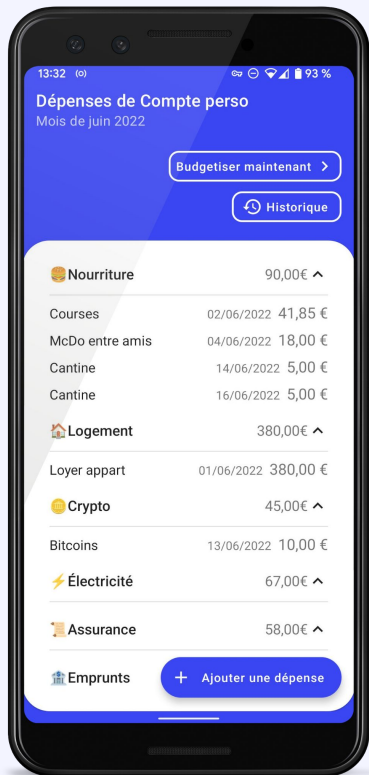 13:32 93 %
Dépenses de Compte perso
Mois de juin 2022
Budgetiser maintenant >
Historique
Nourriture 90,00€
Courses 02/06/2022 41,85 €
McDo entre amis 04/06/2022 18,00 €
Cantine 14/06/2022 5,00 €
Cantine 16/06/2022 5,00 €
Logement 380,00€
Loyer appart 01/06/2022 380,00 €
Crypto 45,00€
Bitcoins 13/06/2022 10,00 €
Électricité 67,00€
Assurance 58,00€
Emprunts + Ajouter une dépense